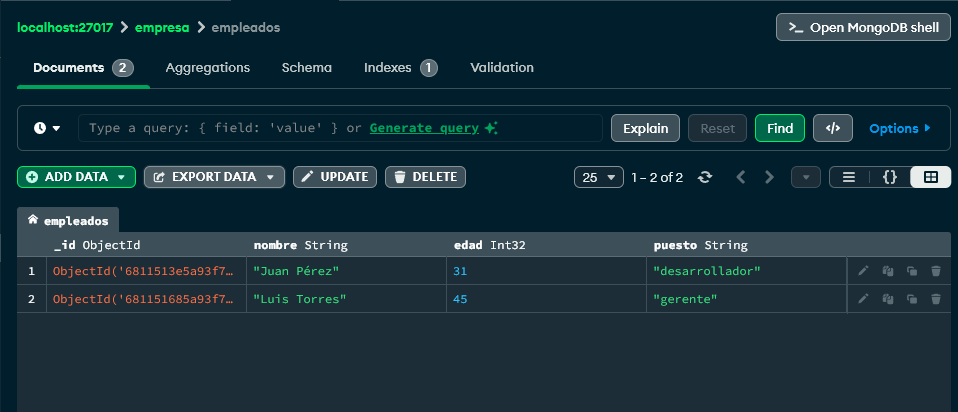 localhost:27017 > empresa > empleados
>_ Open MongoDB shell
Documents 2 Aggregations Schema Indexes 1 Validation
Type a query: { field: 'value' } or Generate query
Explain Reset Find </> Options
ADD DATA EXPORT DATA UPDATE DELETE 25 1 – 2 of 2 {}
empleados
_id ObjectId nombre String edad Int32 puesto String
1 ObjectId('6811513e5a93f7… "Juan Pérez" 31 "desarrollador"
2 ObjectId('681151685a93f7… "Luis Torres" 45 "gerente"